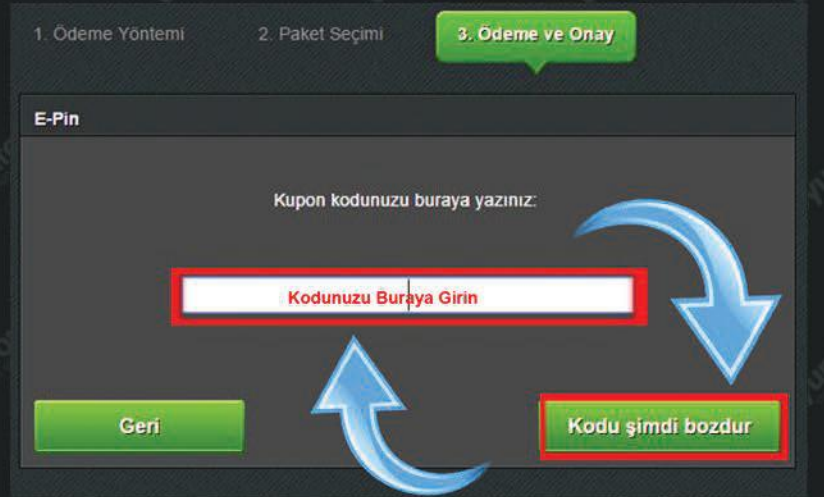 1. Ödeme Yöntemi 2. Paket Seçimi 3. Ödeme ve Onay
E-Pin
Kupon kodunuzu buraya yazınız:
Kodunuzu Buraya Girin
Geri Kodu şimdi bozdur